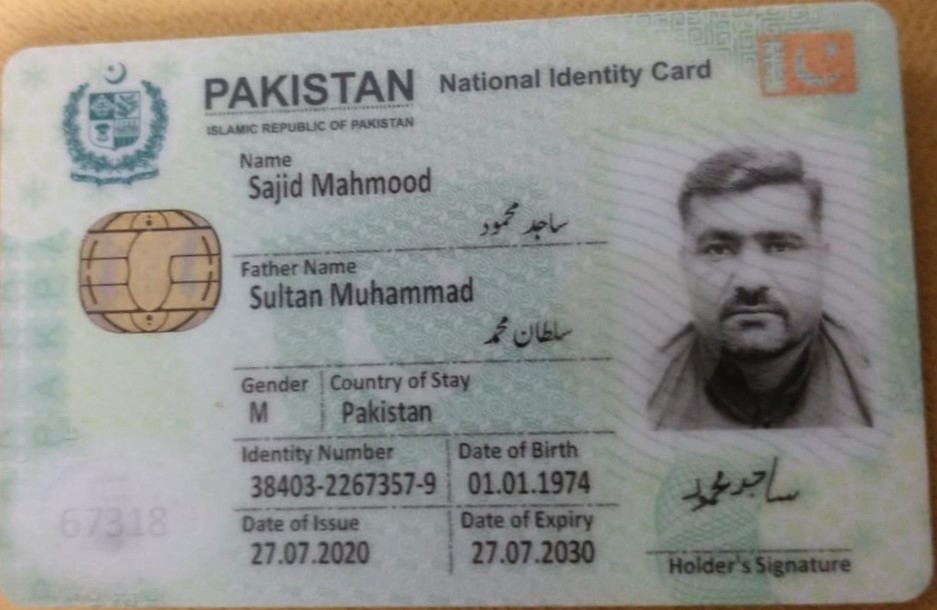 PAKISTAN National Identity Card
ISLAMIC REPUBLIC OF PAKISTAN
Name
Sajid Mahmood
ساجد محمود
Father Name
Sultan Muhammad
سلطان محمد
Gender Country of Stay
M Pakistan
Identity Number Date of Birth
38403-2267357-9 01.01.1974
Date of Issue Date of Expiry
27.07.2020 27.07.2030
67318
ساجد محمود
Holder's Signature